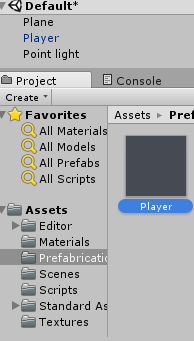 Default*
Plane
Player
Point light
Project
Console
Create
Favorites
All Materials
All Models
All Prefabs
All Scripts
Assets
Editor
Materials
Prefabricatio
Scenes
Scripts
Standard As
Textures
Assets ▸ Pref
Player